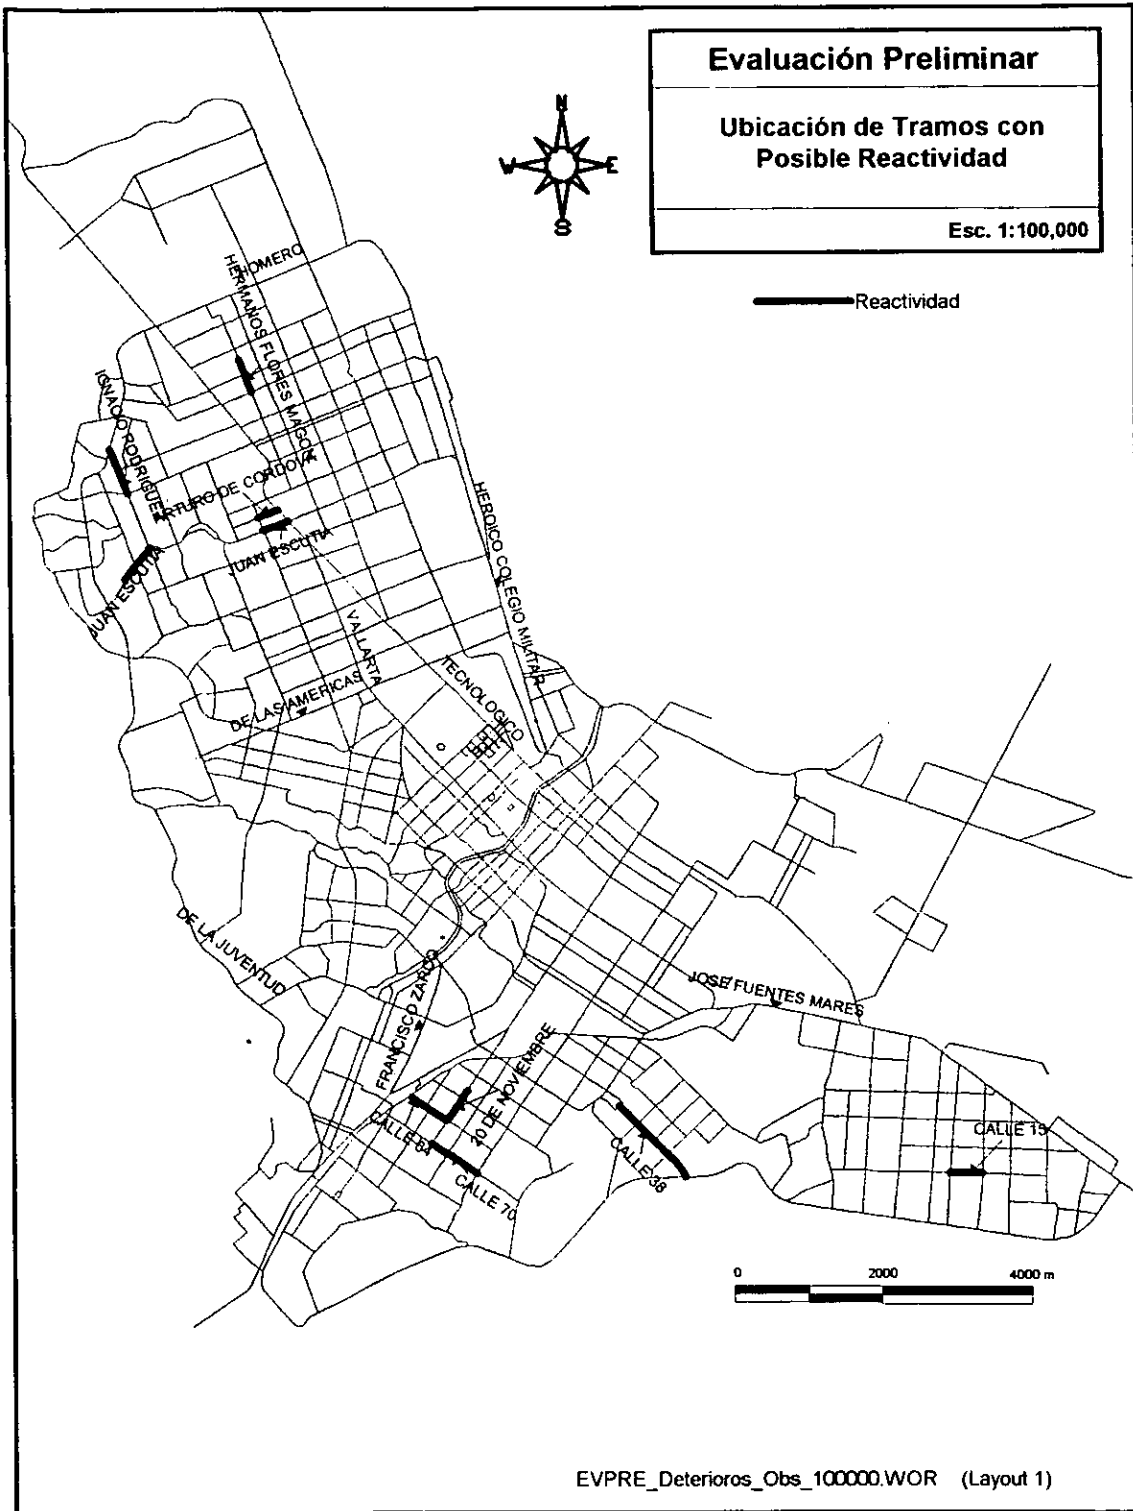 Evaluación Preliminar
Ubicación de Tramos con
Posible Reactividad
Esc. 1:100,000
N
W E
S
Reactividad
HOMERO
HERMANOS FLORES MAGON
IGNACIO RODRIGUEZ
ARTURO DE CORDOVA
JUAN ESCUTIA
JUAN ESCUTIA
HEROICO COLEGIO MILITAR
VALLARTA
TECNOLOGICO
DE LAS AMERICAS
DE LA JUVENTUD
FRANCISCO ZARCO
JOSE FUENTES MARES
20 DE NOVIEMBRE
CALLE 64
CALLE 70
CALLE 38
CALLE 15
0 2000 4000 m
EVPRE_Deterioros_Obs_100000.WOR (Layout 1)